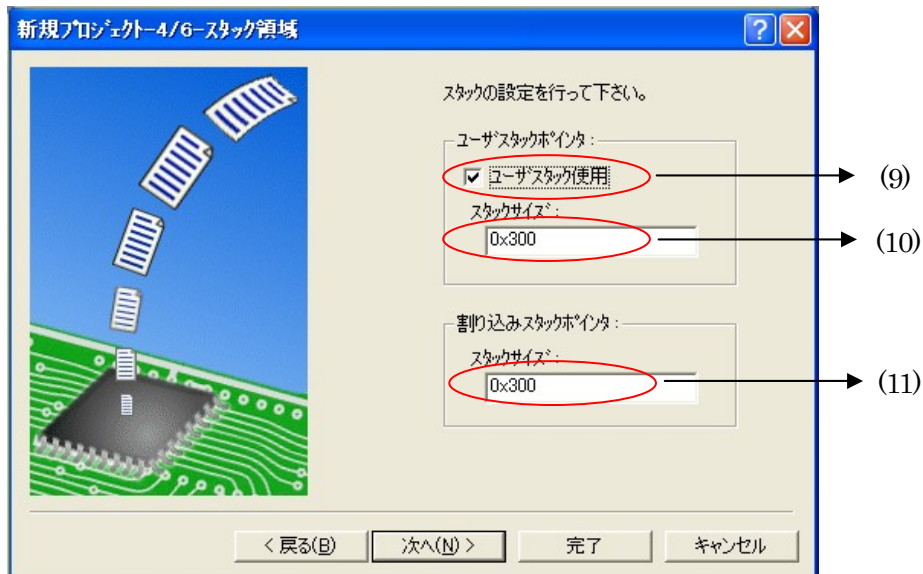 新規ﾌﾟﾛｼﾞｪｸﾄ-4/6-ｽﾀｯｸ領域
ｽﾀｯｸの設定を行って下さい。
ﾕｰｻﾞｽﾀｯｸﾎﾟｲﾝﾀ :
ﾕｰｻﾞｽﾀｯｸ使用
(9)
ｽﾀｯｸｻｲｽﾞ :
0x300
(10)
割り込みｽﾀｯｸﾎﾟｲﾝﾀ :
ｽﾀｯｸｻｲｽﾞ :
0x300
(11)
< 戻る(B)
次へ(N) >
完了
キャンセル